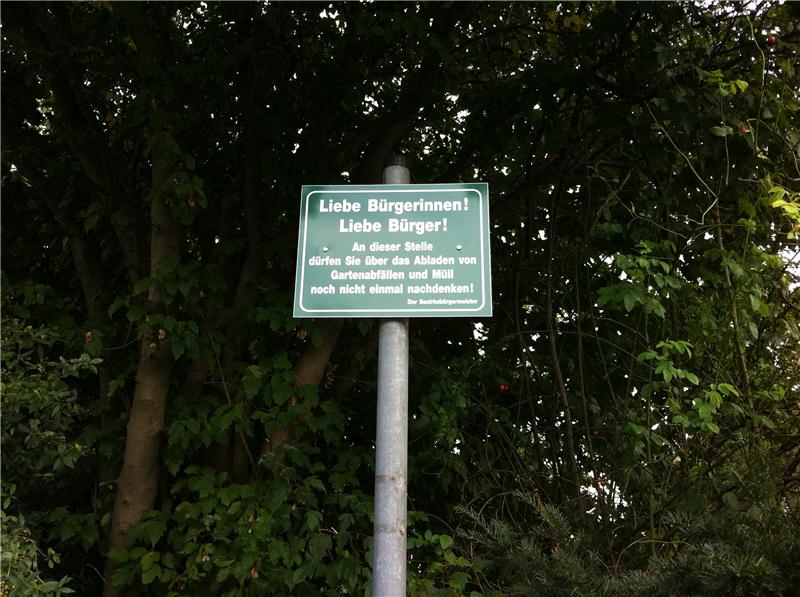 Liebe Bürgerinnen!
Liebe Bürger!
An dieser Stelle
dürfen Sie über das Abladen von
Gartenabfällen und Müll
noch nicht einmal nachdenken!
Der Bezirksbürgermeister